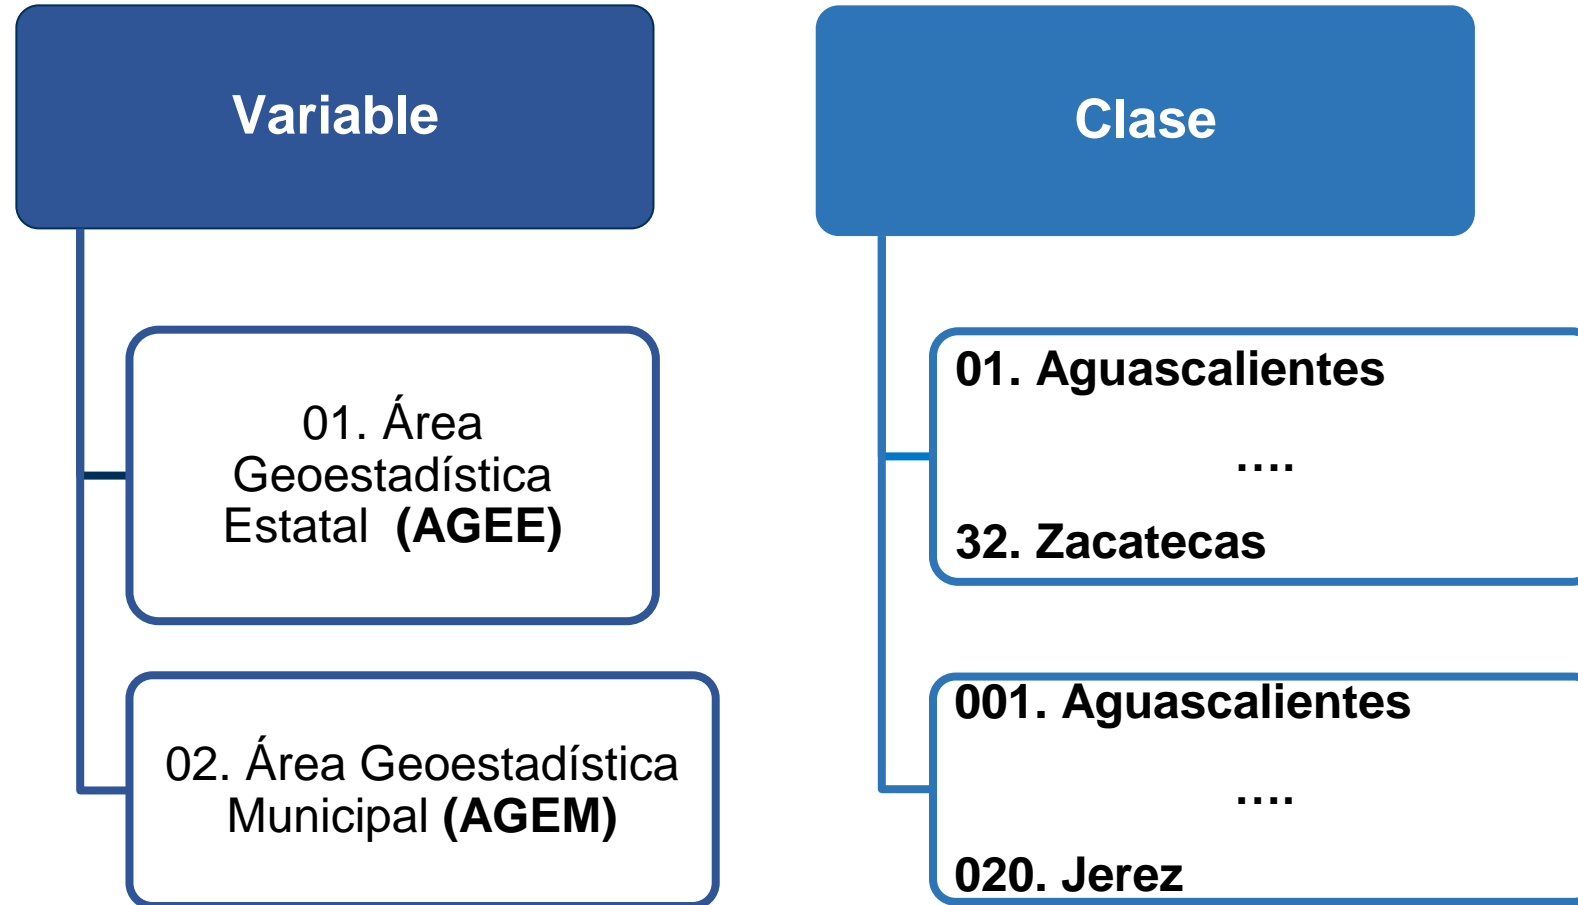 Variable
01. Área
Geoestadística
Estatal (AGEE)
02. Área Geoestadística
Municipal (AGEM)
Clase
01. Aguascalientes
....
32. Zacatecas
001. Aguascalientes
....
020. Jerez